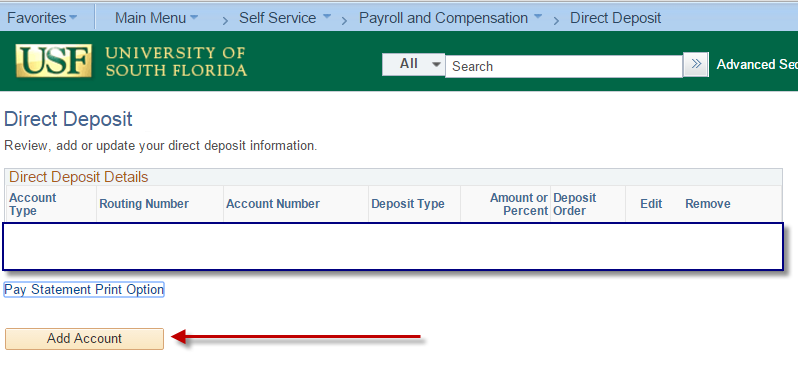 Favorites Main Menu > Self Service > Payroll and Compensation > Direct Deposit
USF UNIVERSITY OF
SOUTH FLORIDA
All Search » Advanced Sea
Direct Deposit
Review, add or update your direct deposit information.
Direct Deposit Details
Account Type Routing Number Account Number Deposit Type Amount or Percent Deposit Order Edit Remove
Pay Statement Print Option
Add Account